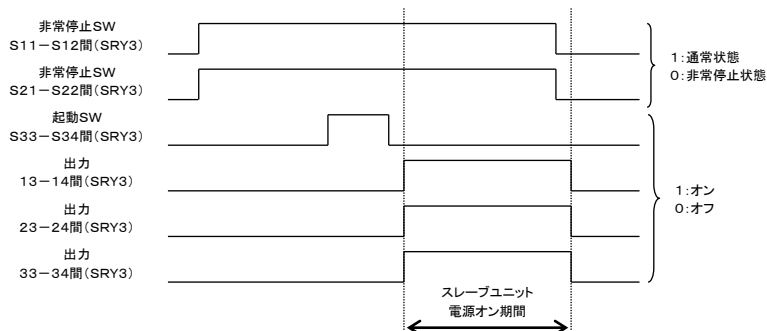 非常停止SW
S11－S12間(SRY3)
非常停止SW
S21－S22間(SRY3)
起動SW
S33－S34間(SRY3)
出力
13－14間(SRY3)
出力
23－24間(SRY3)
出力
33－34間(SRY3)
1：通常状態
0：非常停止状態
1：オン
0：オフ
スレーブユニット
電源オン期間